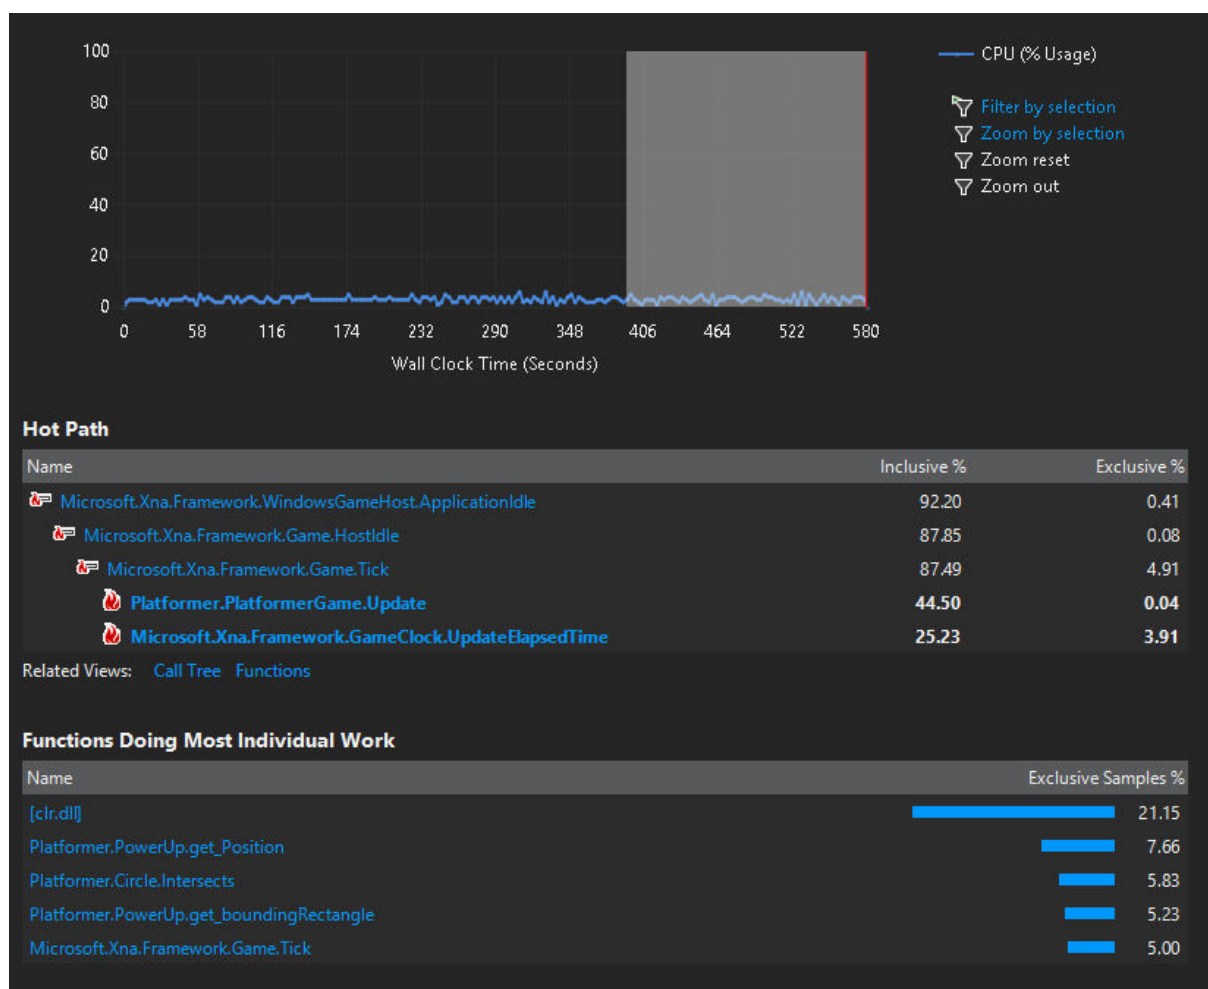 100
80
60
40
20
0
0 58 116 174 232 290 348 406 464 522 580
Wall Clock Time (Seconds)
CPU (% Usage)
Filter by selection
Zoom by selection
Zoom reset
Zoom out
Hot Path
Name Inclusive % Exclusive %
Microsoft.Xna.Framework.WindowsGameHost.ApplicationIdle 92.20 0.41
Microsoft.Xna.Framework.Game.HostIdle 87.85 0.08
Microsoft.Xna.Framework.Game.Tick 87.49 4.91
Platformer.PlatformerGame.Update 44.50 0.04
Microsoft.Xna.Framework.GameClock.UpdateElapsedTime 25.23 3.91
Related Views: Call Tree Functions
Functions Doing Most Individual Work
Name Exclusive Samples %
[clr.dll] 21.15
Platformer.PowerUp.get_Position 7.66
Platformer.Circle.Intersects 5.83
Platformer.PowerUp.get_boundingRectangle 5.23
Microsoft.Xna.Framework.Game.Tick 5.00